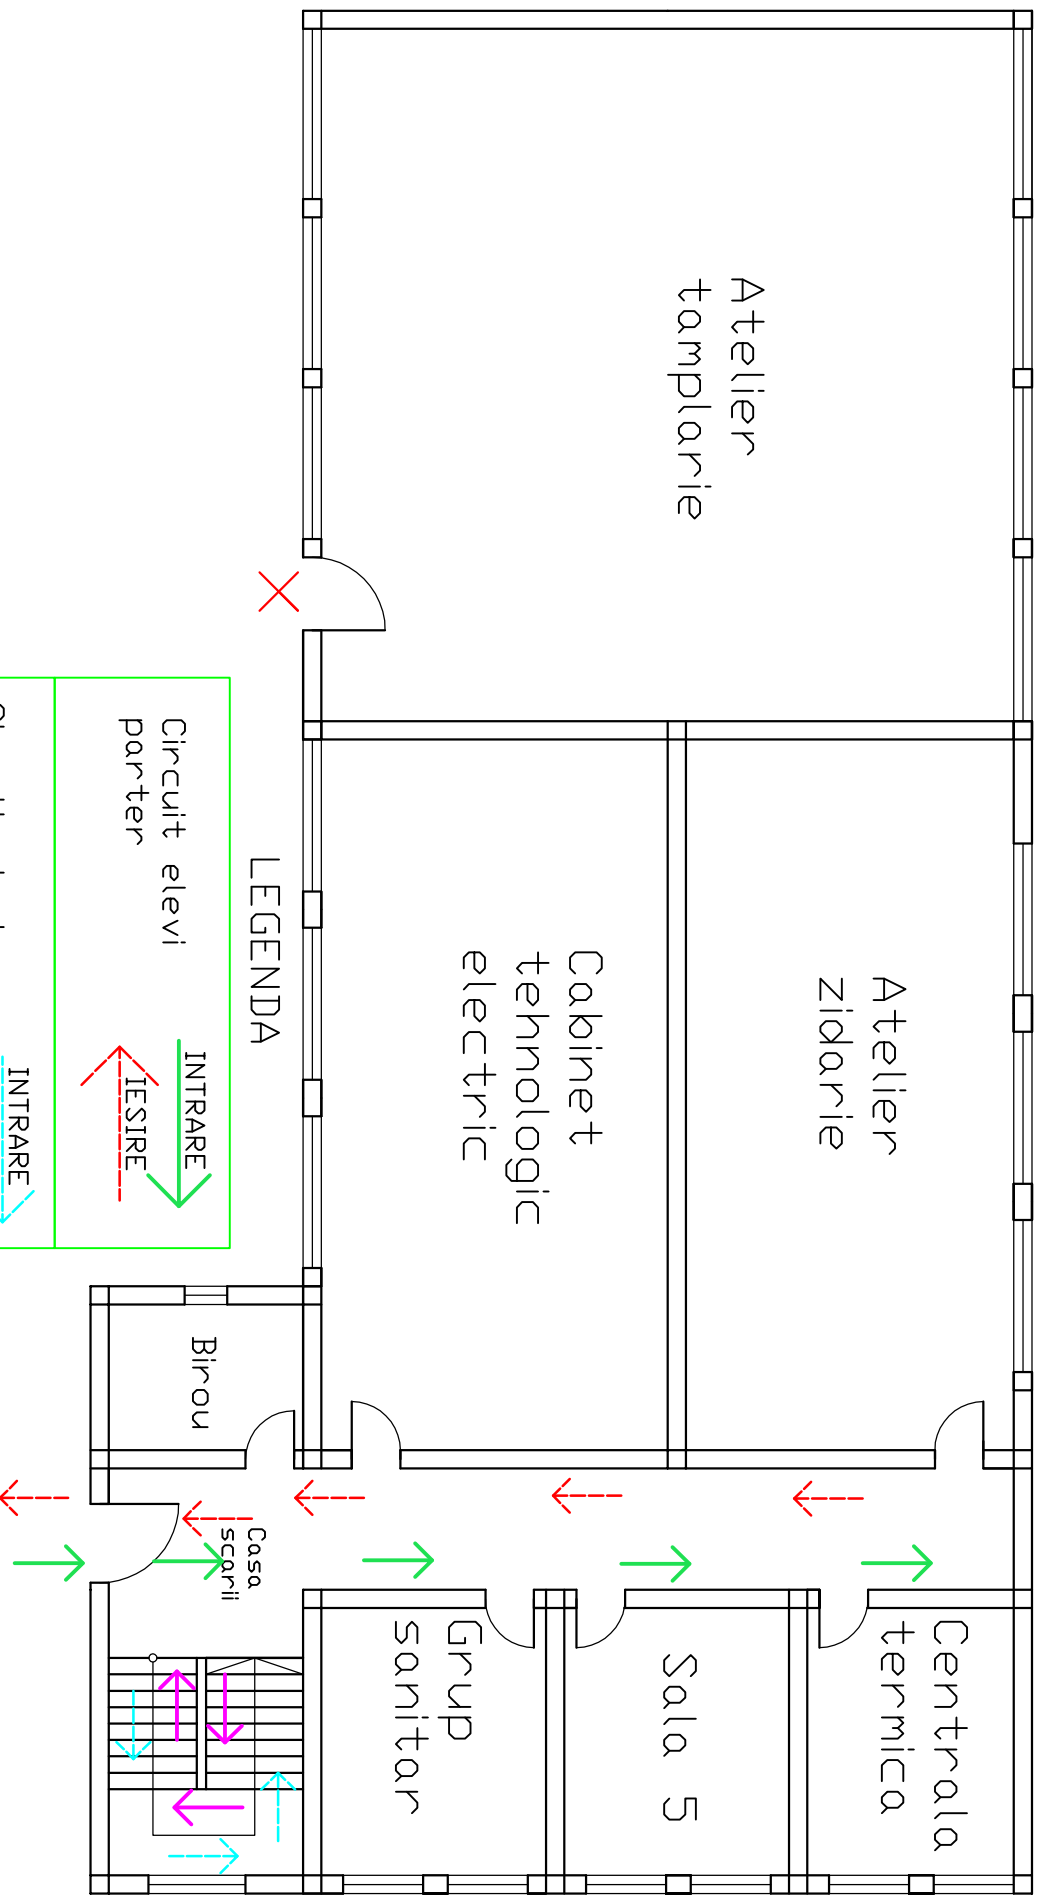 Atelier
tamplarie
Atelier
zidarie
Cabinet
tehnologic
electric
Centrala
termica
Sala 5
Grup
sanitar
Casa
scarii
Birou
LEGENDA
Circuit elevi
parter
INTRARE
IESIRE
INTRARE